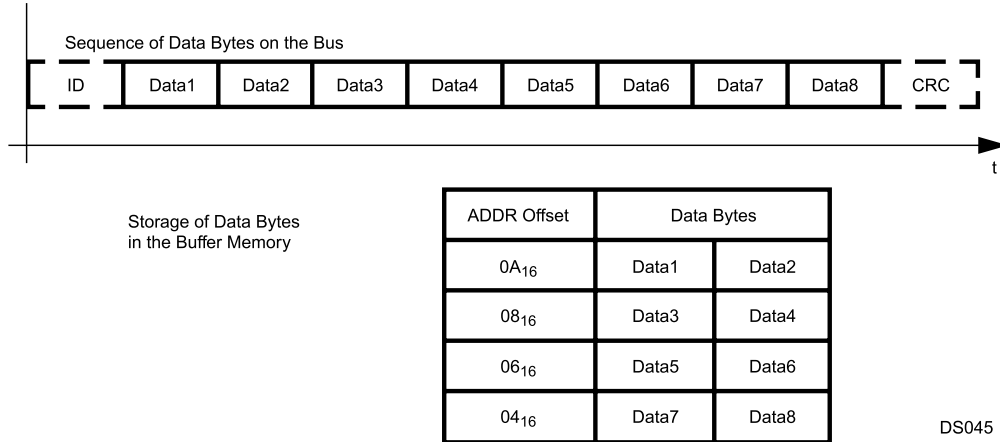 Sequence of Data Bytes on the Bus
ID Data1 Data2 Data3 Data4 Data5 Data6 Data7 Data8 CRC
t
Storage of Data Bytes
in the Buffer Memory
ADDR Offset Data Bytes
0A16 Data1 Data2
0816 Data3 Data4
0616 Data5 Data6
0416 Data7 Data8
DS045